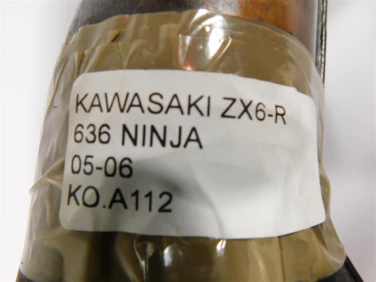 KAWASAKI ZX6-R
636 NINJA
05-06
KO.A112